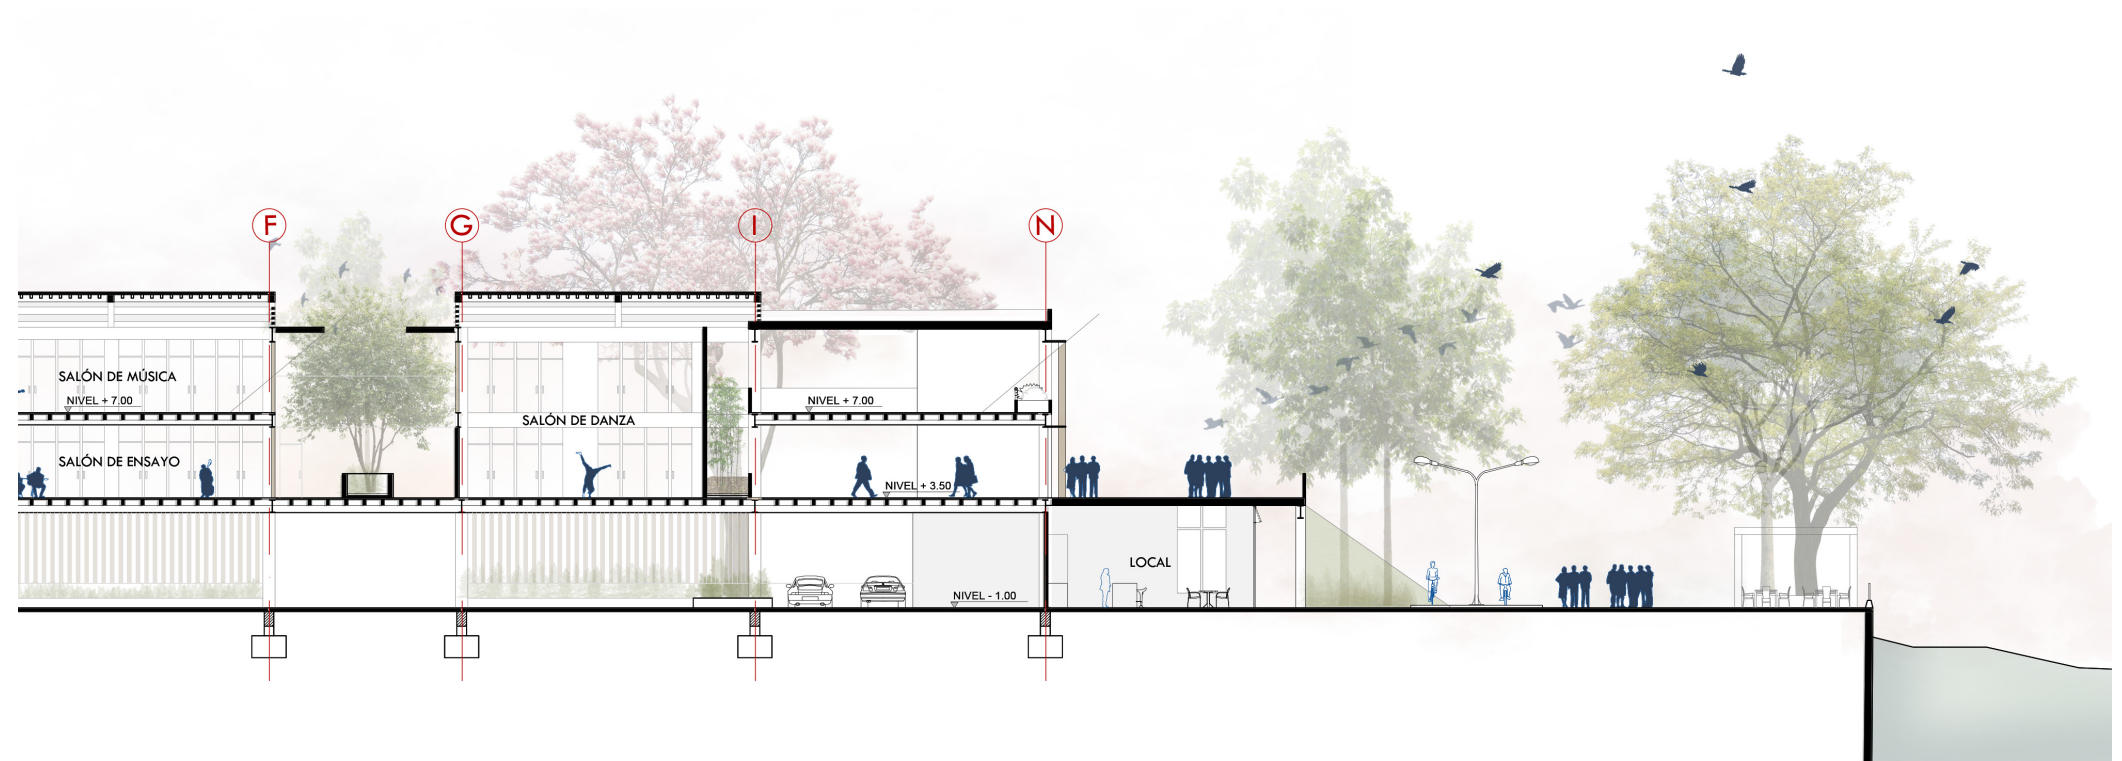 F
G
I
N
SALÓN DE MÚSICA
NIVEL + 7.00
NIVEL + 7.00
SALÓN DE DANZA
SALÓN DE ENSAYO
NIVEL + 3.50
LOCAL
NIVEL - 1.00